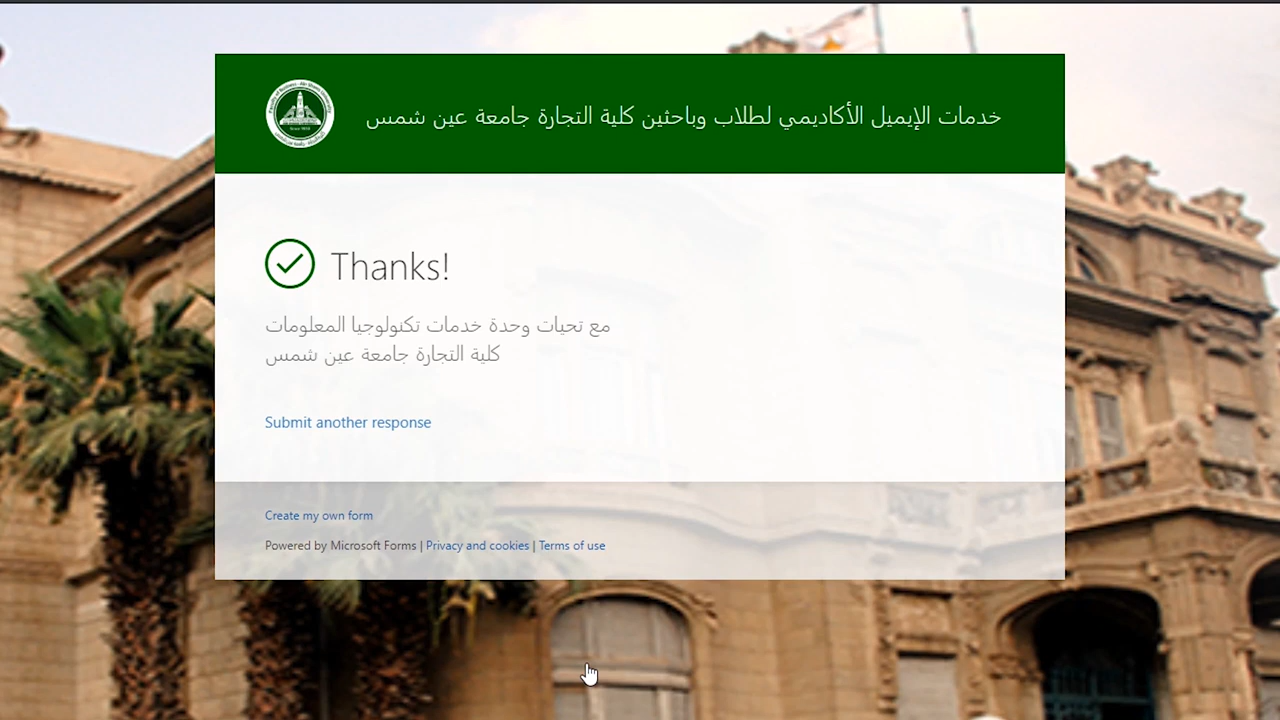 خدمات الإيميل الأكاديمي لطلاب وباحثين كلية التجارة جامعة عين شمس
Thanks!
مع تحيات وحدة خدمات تكنولوجيا المعلومات
كلية التجارة جامعة عين شمس
Submit another response
Create my own form
Powered by Microsoft Forms | Privacy and cookies | Terms of use